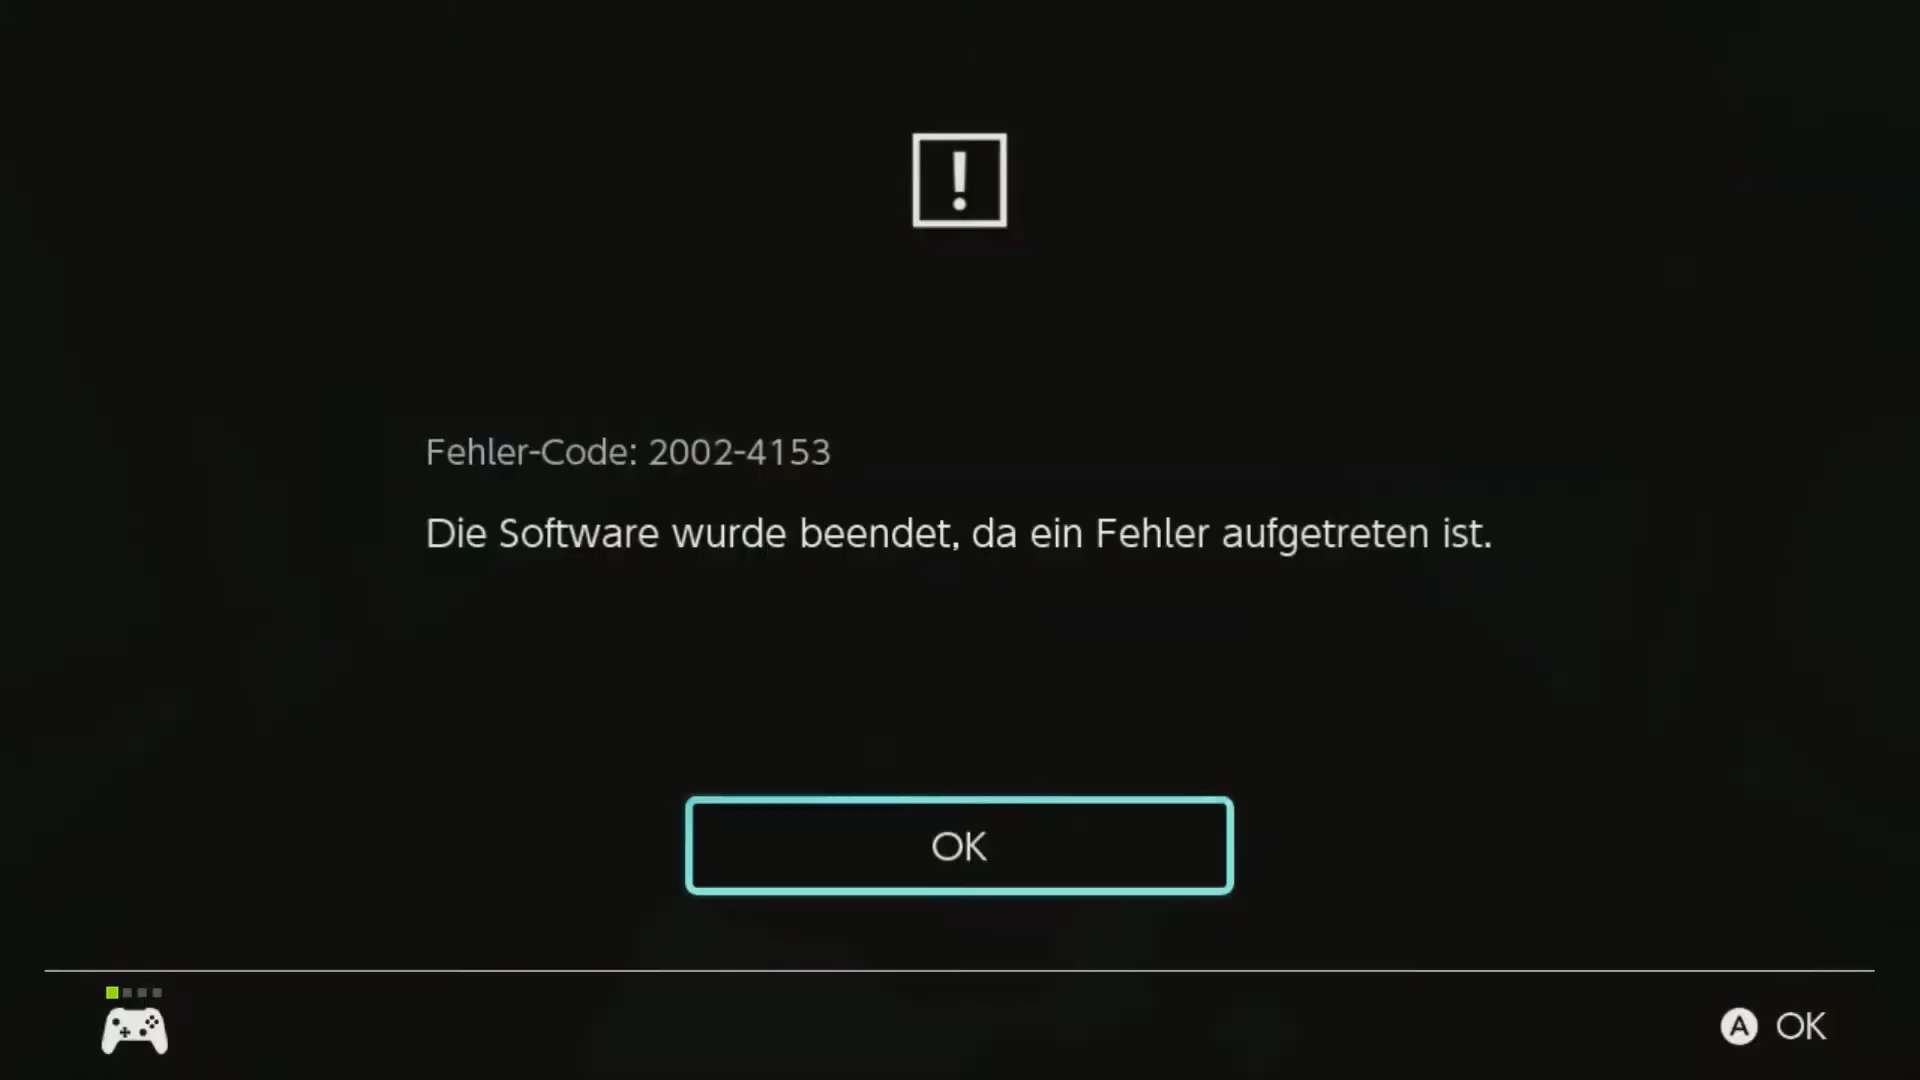 !
Fehler-Code: 2002-4153
Die Software wurde beendet, da ein Fehler aufgetreten ist.
OK
A OK